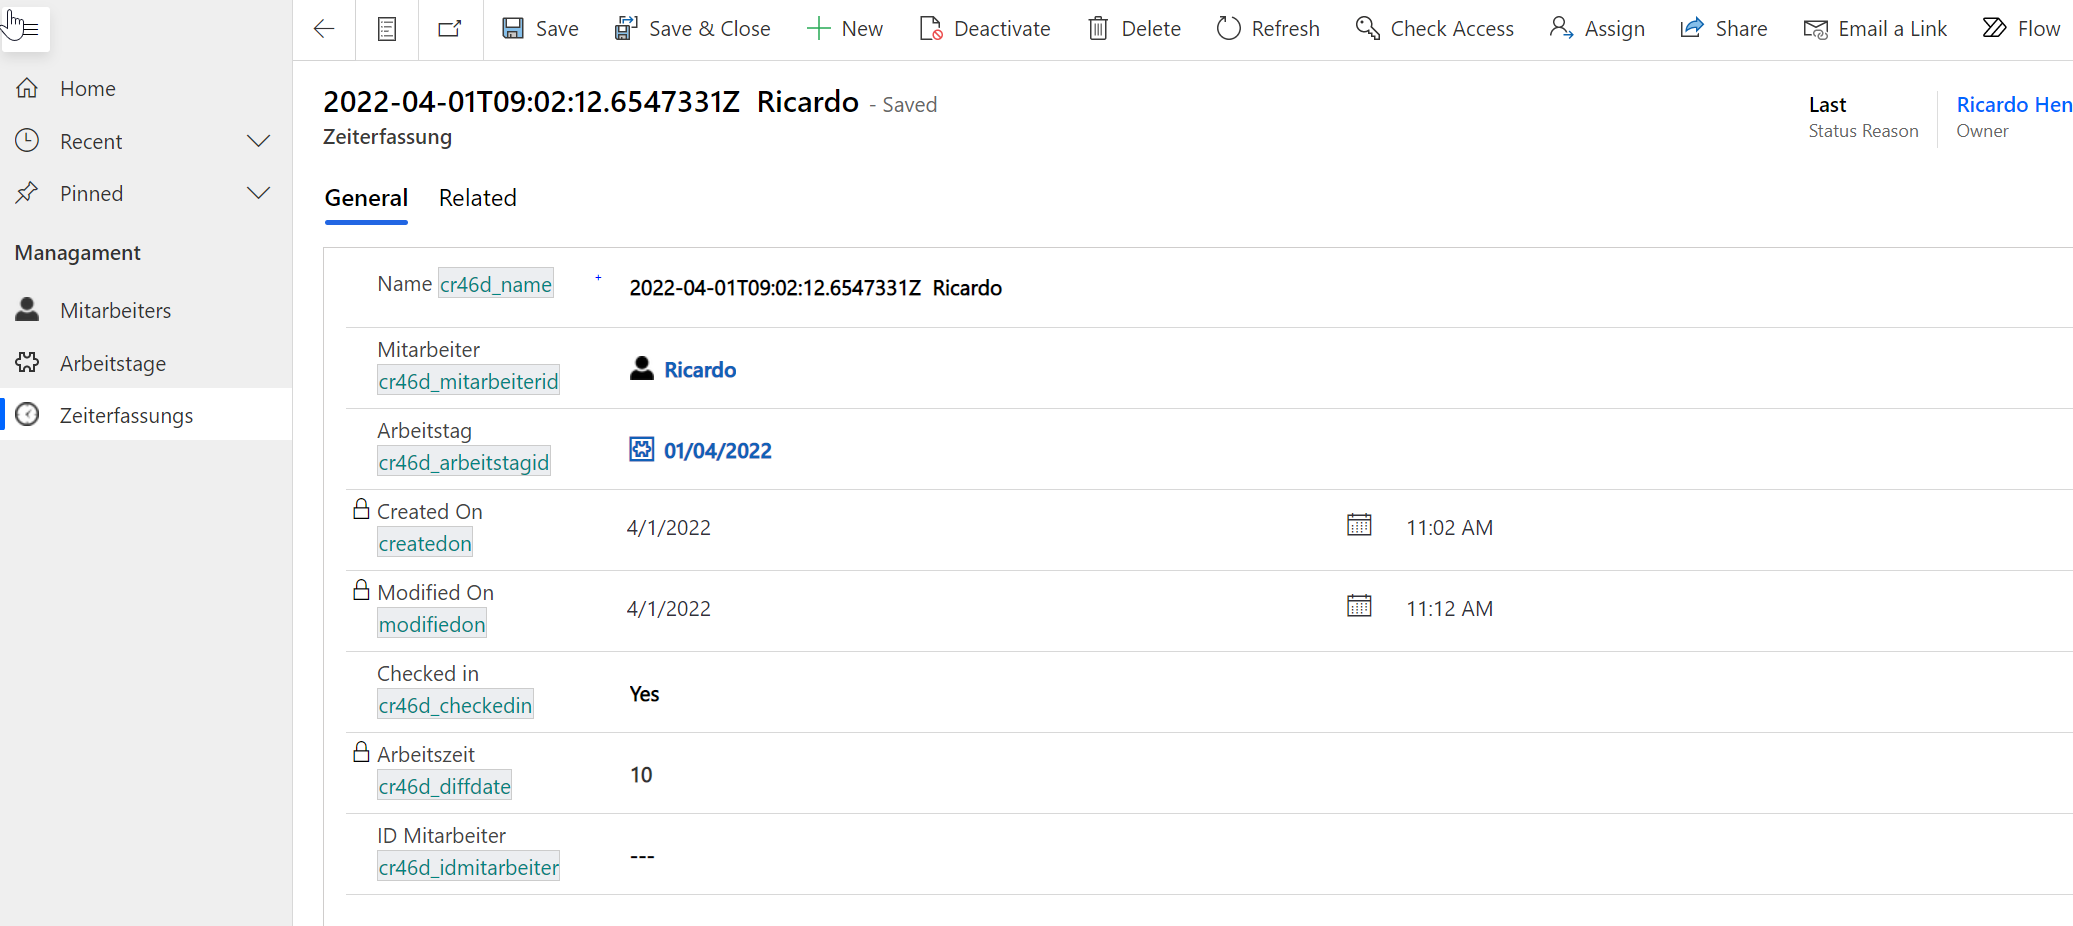 Save
Save & Close
New
Deactivate
Delete
Refresh
Check Access
Assign
Share
Email a Link
Flow
Home
Recent
Pinned
Managament
Mitarbeiters
Arbeitstage
Zeiterfassungs
2022-04-01T09:02:12.6547331Z Ricardo - Saved
Zeiterfassung
Last
Status Reason
Ricardo Hen
Owner
General
Related
Name cr46d_name + 2022-04-01T09:02:12.6547331Z Ricardo
Mitarbeiter
cr46d_mitarbeiterid
Ricardo
Arbeitstag
cr46d_arbeitstagid
01/04/2022
Created On
createdon
4/1/2022
11:02 AM
Modified On
modifiedon
4/1/2022
11:12 AM
Checked in
cr46d_checkedin
Yes
Arbeitszeit
cr46d_diffdate
10
ID Mitarbeiter
cr46d_idmitarbeiter
---